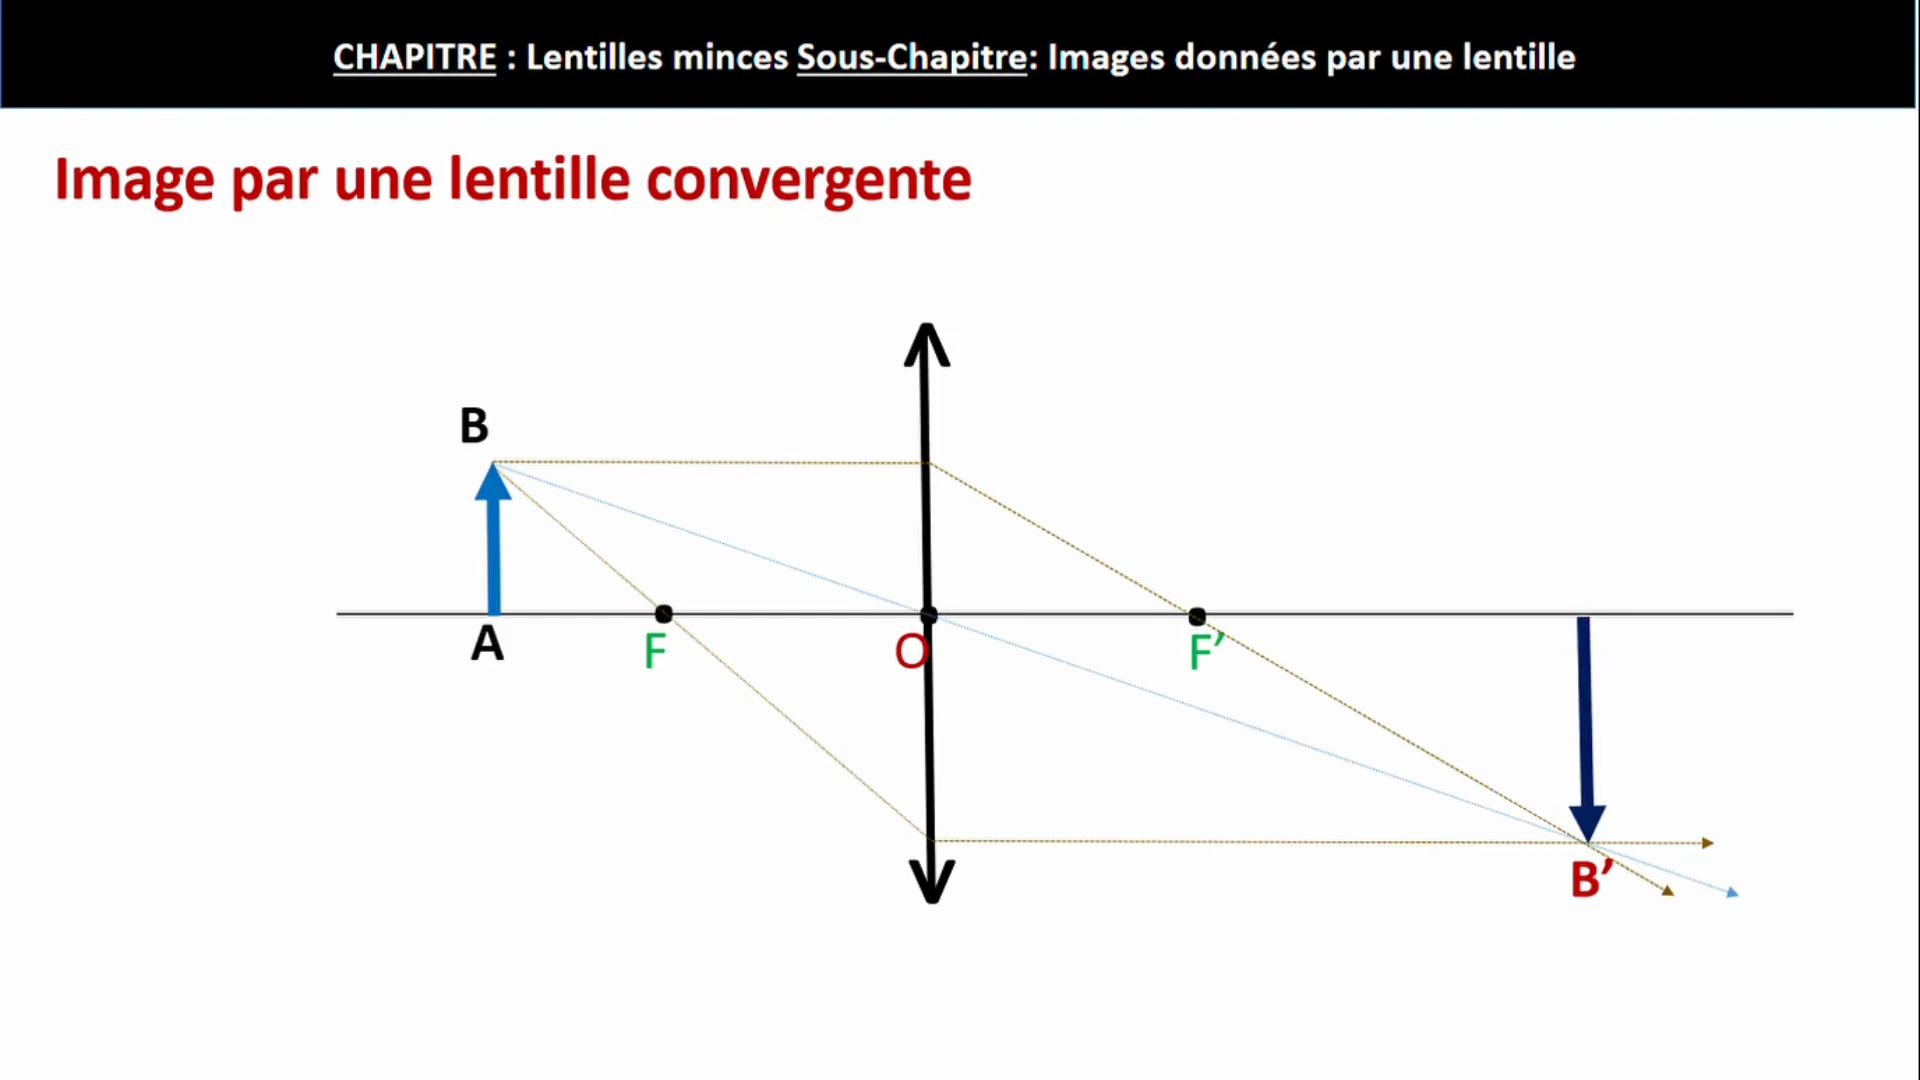 CHAPITRE : Lentilles minces Sous-Chapitre: Images données par une lentille
Image par une lentille convergente
B
A
F
O
F’
B’